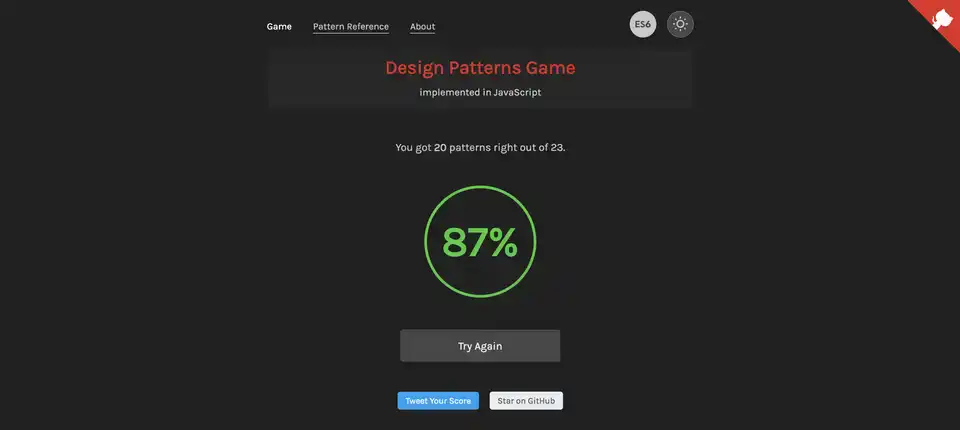 Game Pattern Reference About ES6
Design Patterns Game
implemented in JavaScript
You got 20 patterns right out of 23.
87%
Try Again
Tweet Your Score Star on GitHub